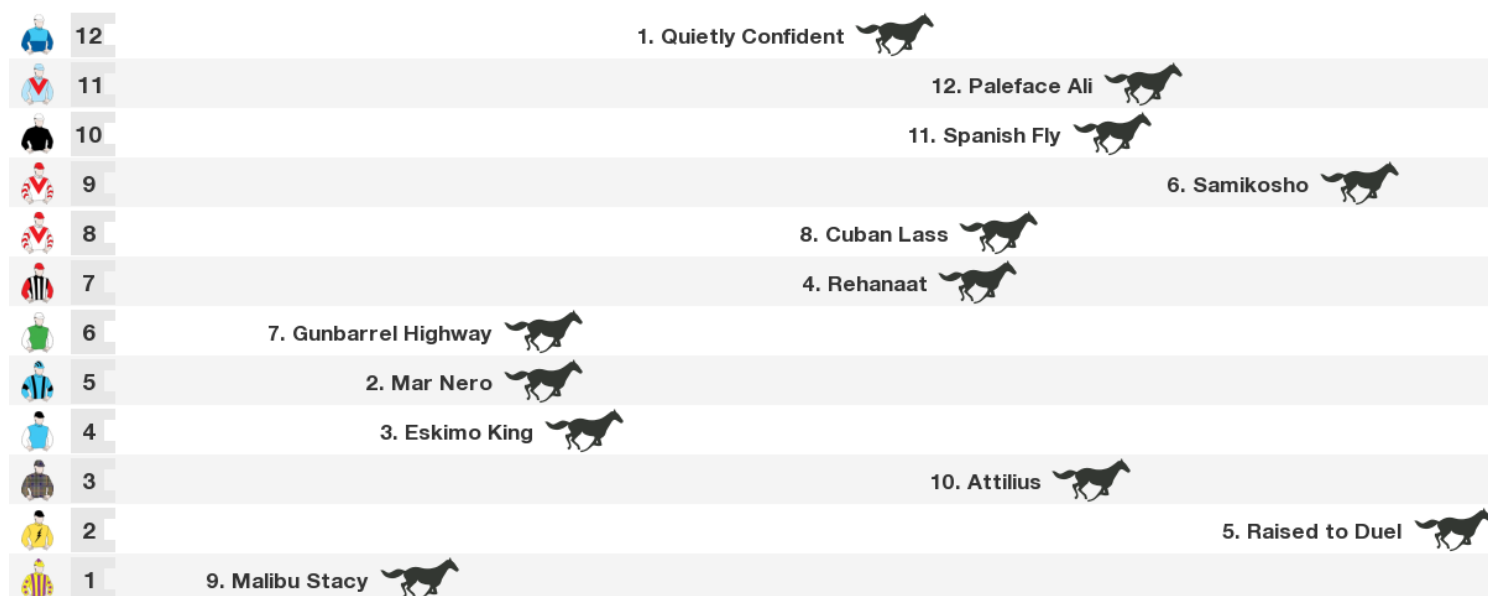 12 1. Quietly Confident
11 12. Paleface Ali
10 11. Spanish Fly
9 6. Samikosho
8 8. Cuban Lass
7 4. Rehanaat
6 7. Gunbarrel Highway
5 2. Mar Nero
4 3. Eskimo King
3 10. Attilius
2 5. Raised to Duel
1 9. Malibu Stacy